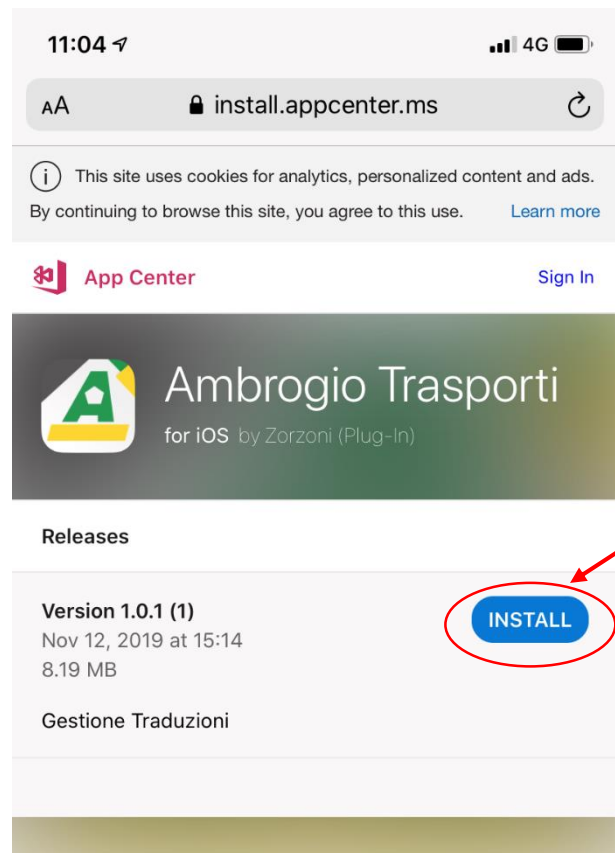 11:04 4G
AA install.appcenter.ms
i This site uses cookies for analytics, personalized content and ads.
By continuing to browse this site, you agree to this use. Learn more
App Center Sign In
Ambrogio Trasporti
for iOS by Zorzoni (Plug-In)
Releases
Version 1.0.1 (1)
INSTALL
Nov 12, 2019 at 15:14
8.19 MB
Gestione Traduzioni